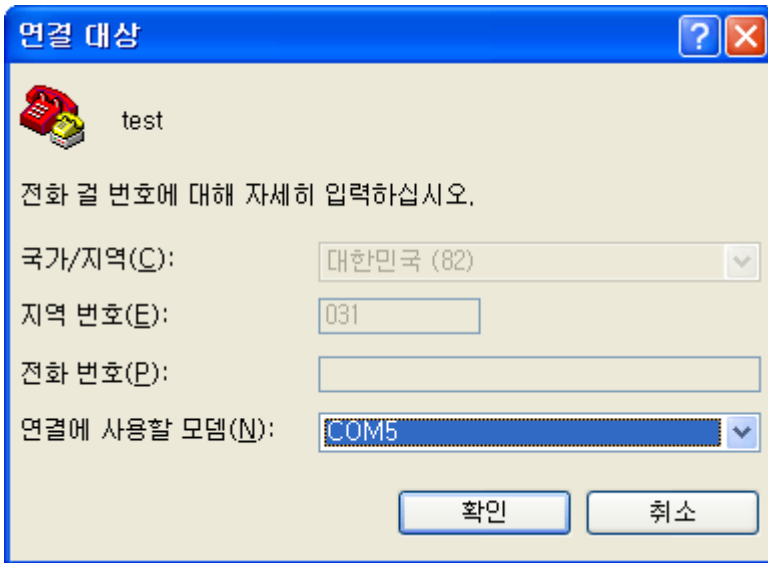 연결 대상
test
전화 걸 번호에 대해 자세히 입력하십시오.
국가/지역(C): 대한민국 (82)
지역 번호(E): 031
전화 번호(P):
연결에 사용할 모뎀(N): COM5
확인 취소